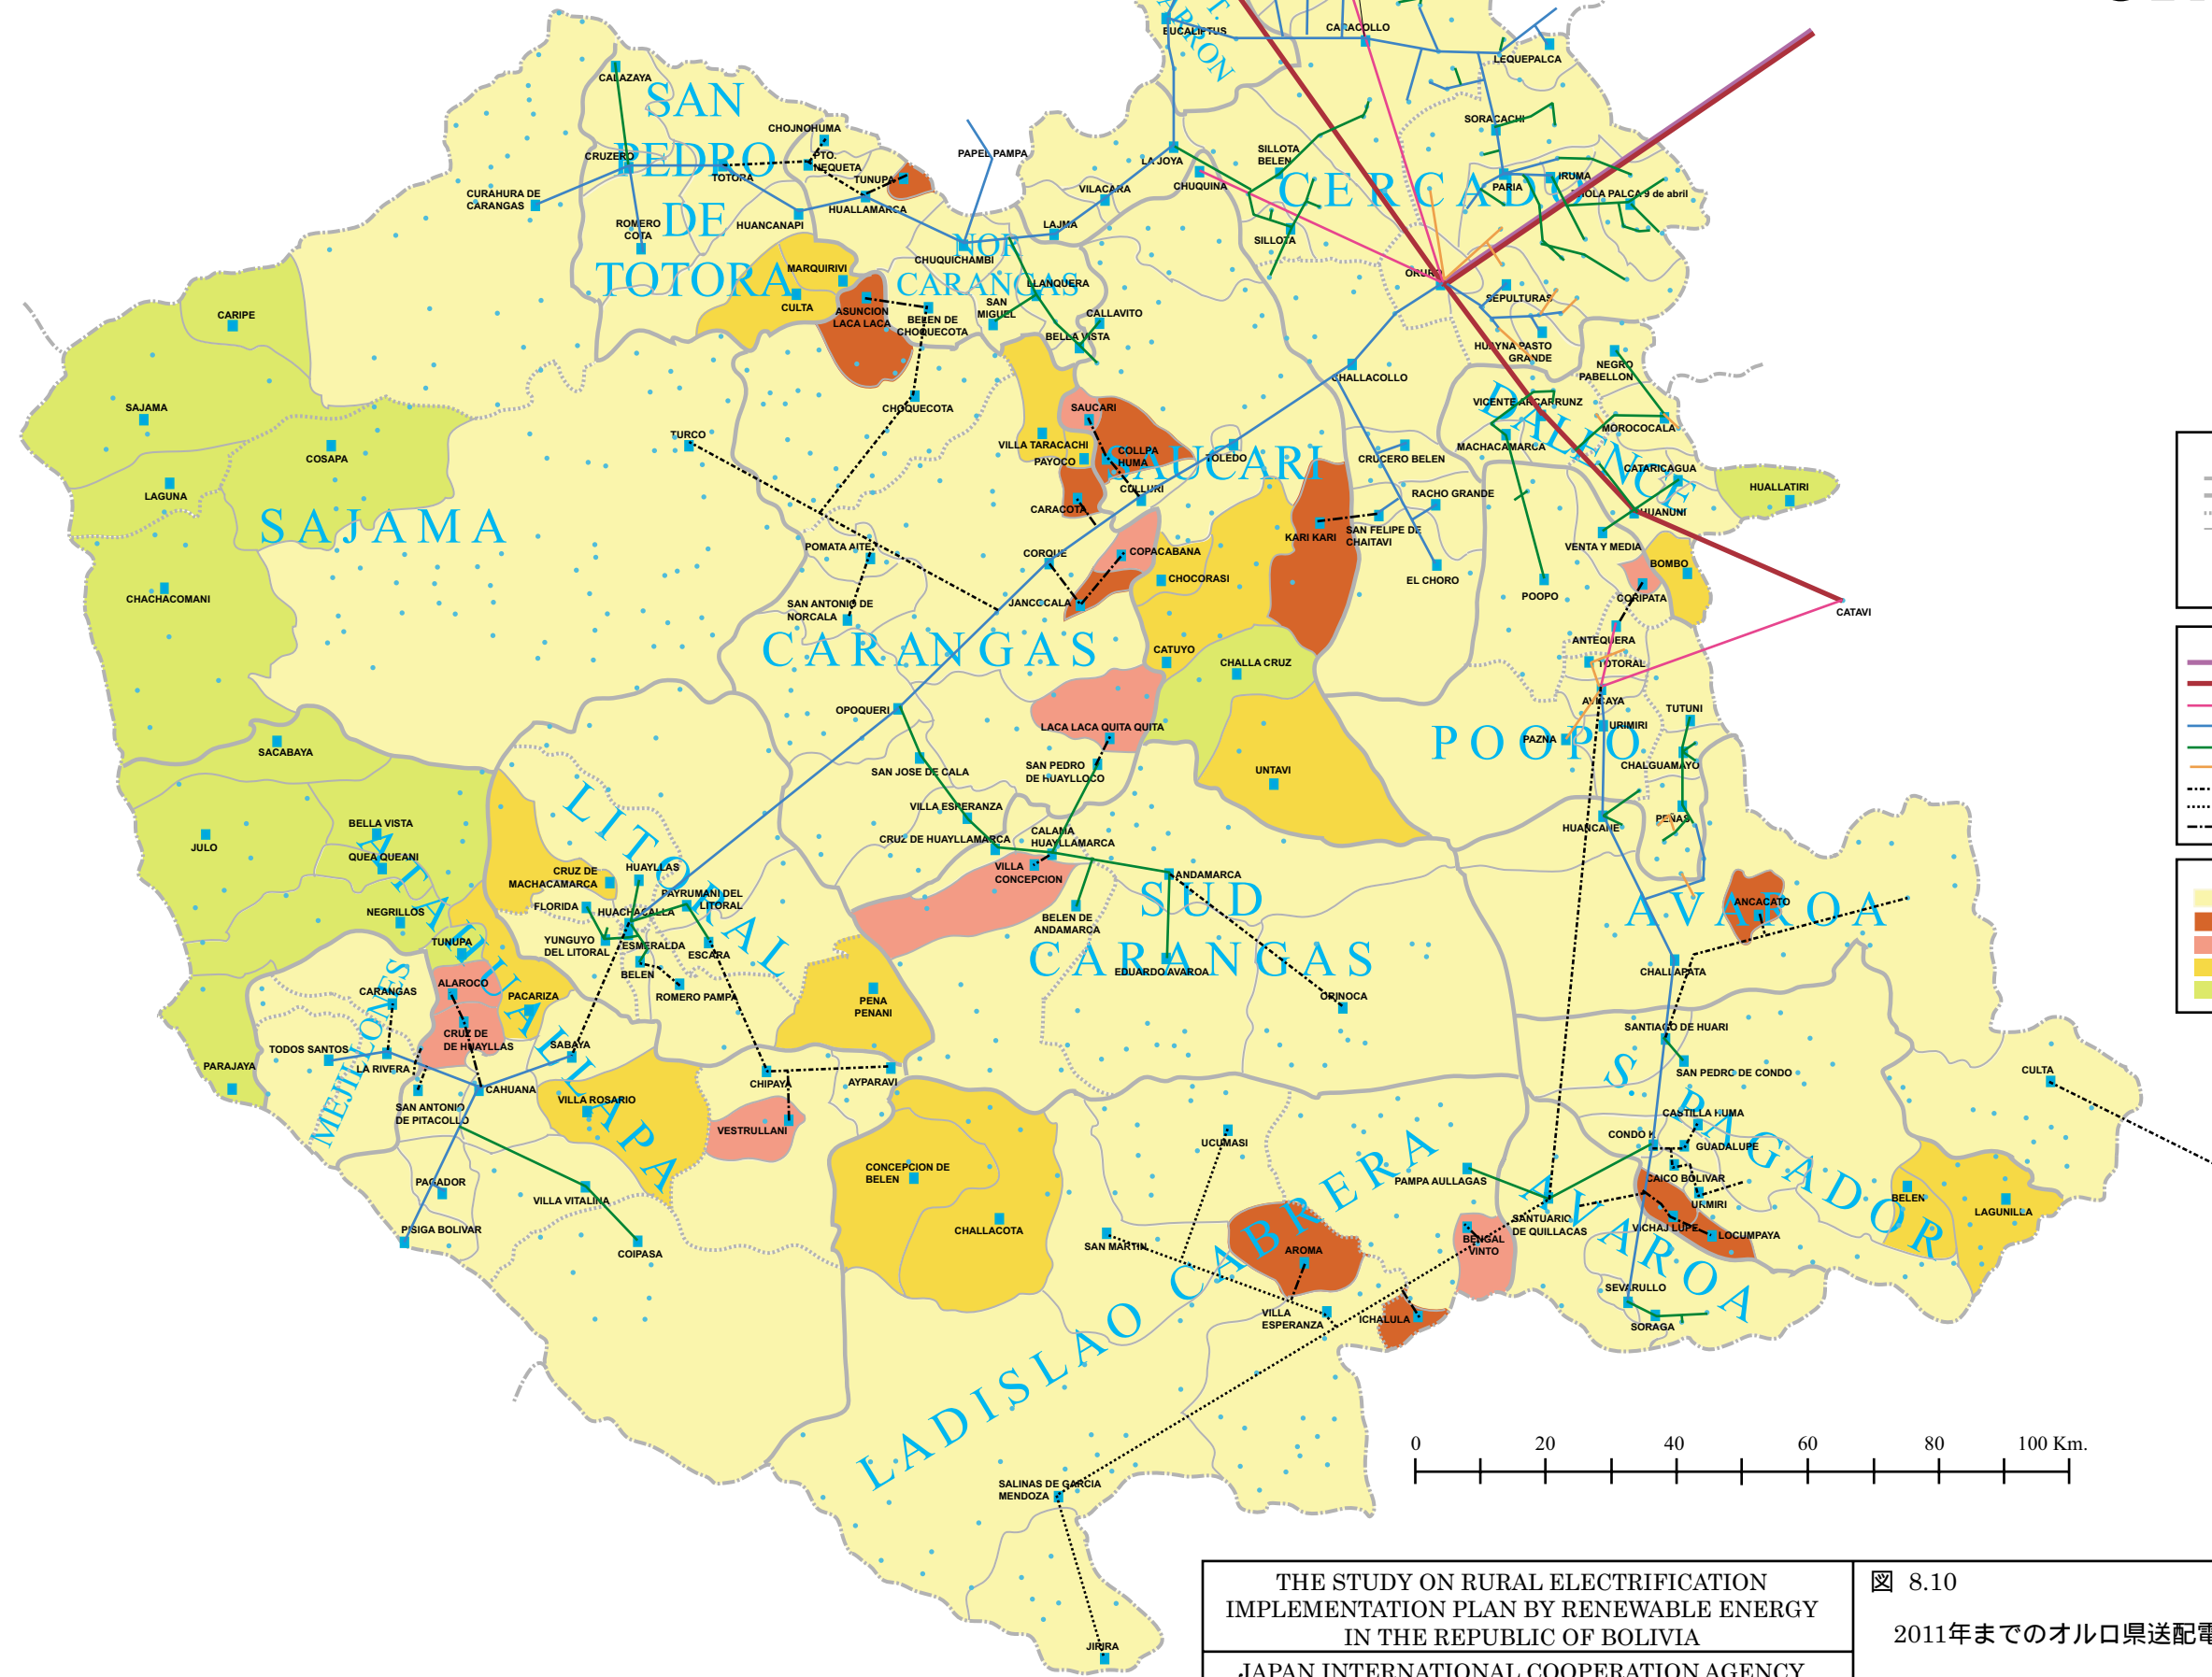 EUCALIPTUS
CARACOLLO
LEQUEPALCA
CALAZAYA
SAN
PEDRO
DE
TOTORA
CHOJNOHUMA
CRUZERO
TOTORA
PTO.
NEQUETA
TUNUPA
PAPEL PAMPA
LA JOYA
SILLOTA
BELEN
SORACACHI
CHUQUINA
CERCADO
PARIA
IRUMA
9 de abril
CURAHURA DE
CARANGAS
ROMERO
COTA
HUANCANAPI
HUALLAMARCA
VILACARA
LAJMA
SILLOTA
NOR
CARANGAS
CHUQUICHAMBI
ORURO
SEPULTURAS
MARQUIRIVI
CULTA
ASUNCION
LACA LACA
BELEN DE
CHOQUECOTA
SAN
MIGUEL
LLANQUERA
CALLAVITO
BELLA VISTA
CARIPE
HUAYNA PASTO
GRANDE
NEGRO
PABELLON
CHALLACOLLO
DALENCE
SAJAMA
COSAPA
LAGUNA
CHOQUECOTA
SAUCARI
VICENTE ASCARRUNZ
MOROCOCALA
TURCO
VILLA TARACACHI
PAYOCO
COLLPA
HUMA
SAUCARI
TOLEDO
CRUCERO BELEN
MACHACAMARCA
CATARICAGUA
HUALLATIRI
CULLURI
CARACOTA
RACHO GRANDE
HUANUNI
SAJAMA
KARI KARI
SAN FELIPE DE
CHAITAVI
VENTA Y MEDIA
POMATA AITE
CORQUE
COPACABANA
CHOCORASI
EL CHORO
POOPO
BOMBO
CORIPATA
CATAVI
CHACHACOMANI
SAN ANTONIO DE
NORCALA
JANCOCALA
ANTEQUERA
CARANGAS
CATUYO
CHALLA CRUZ
TOTORAL
AVICAYA
OPOQUERI
LACA LACA QUITA QUITA
URIMIRI
TUTUNI
PAZNA
POOPO
SACABAYA
SAN JOSE DE CALA
SAN PEDRO
DE HUAYLLOCO
UNTAVI
CHALGUAMAYO
LITORAL
VILLA ESPERANZA
BELLA VISTA
JULO
QUEA QUEANI
ATAHUALLPA
CRUZ DE HUAYLLAMARCA
CALAMA
HUAYLLAMARCA
HUANCANE
PEÑAS
CRUZ DE
MACHACAMARCA
HUAYLLAS
VILLA
CONCEPCION
ANDAMARCA
SUD
CARANGAS
NEGRILLOS
FLORIDA
HUACHACALLA
PAYRUMANI DEL
LITORAL
BELEN DE
ANDAMARCA
ANCACATO
AVAROA
TUNUPA
YUNGUYO
DEL LITORAL
ESMERALDA
ESCARA
BELEN
ROMERO PAMPA
EDUARDO AVAROA
CHALLAPATA
MEJILLONES
CARANGAS
ALAROCO
PACARIZA
PENA
PENANI
ORINOCA
CRUZ DE
HUAYLLAS
SABAYA
TODOS SANTOS
LA RIVERA
SANTIAGO DE HUARI
PARAJAYA
SAN ANTONIO
DE PITACOLLO
CAHUANA
CHIPAYA
AYPARAVI
SAN PEDRO DE CONDO
CULTA
VILLA ROSARIO
VESTRULLANI
S. PAGADOR
CASTILLA HUMA
CONDO K
GUADALUPE
UCUMASI
CONCEPCION DE
BELEN
PAMPA AULLAGAS
CAICO BOLIVAR
PAGADOR
VILLA VITALINA
UKMIRI
BELEN
LAGUNILLA
PISIGA BOLIVAR
COIPASA
CHALLACOTA
SAN MARTIN
LADISLAO CABRERA
AROMA
BENGAL
VINTO
SANTUARIO
DE QUILLACAS
VICHAJ LUPE
LOCUMPAYA
AVAROA
VILLA
ESPERANZA
ICHALULA
SEVARULLO
SORAGA
SALINAS DE GARCIA
MENDOZA
JIRIRA
0 20 40 60 80 100 Km.
THE STUDY ON RURAL ELECTRIFICATION
IMPLEMENTATION PLAN BY RENEWABLE ENERGY
IN THE REPUBLIC OF BOLIVIA
JAPAN INTERNATIONAL COOPERATION AGENCY
図 8.10
2011年までのオルロ県送配電